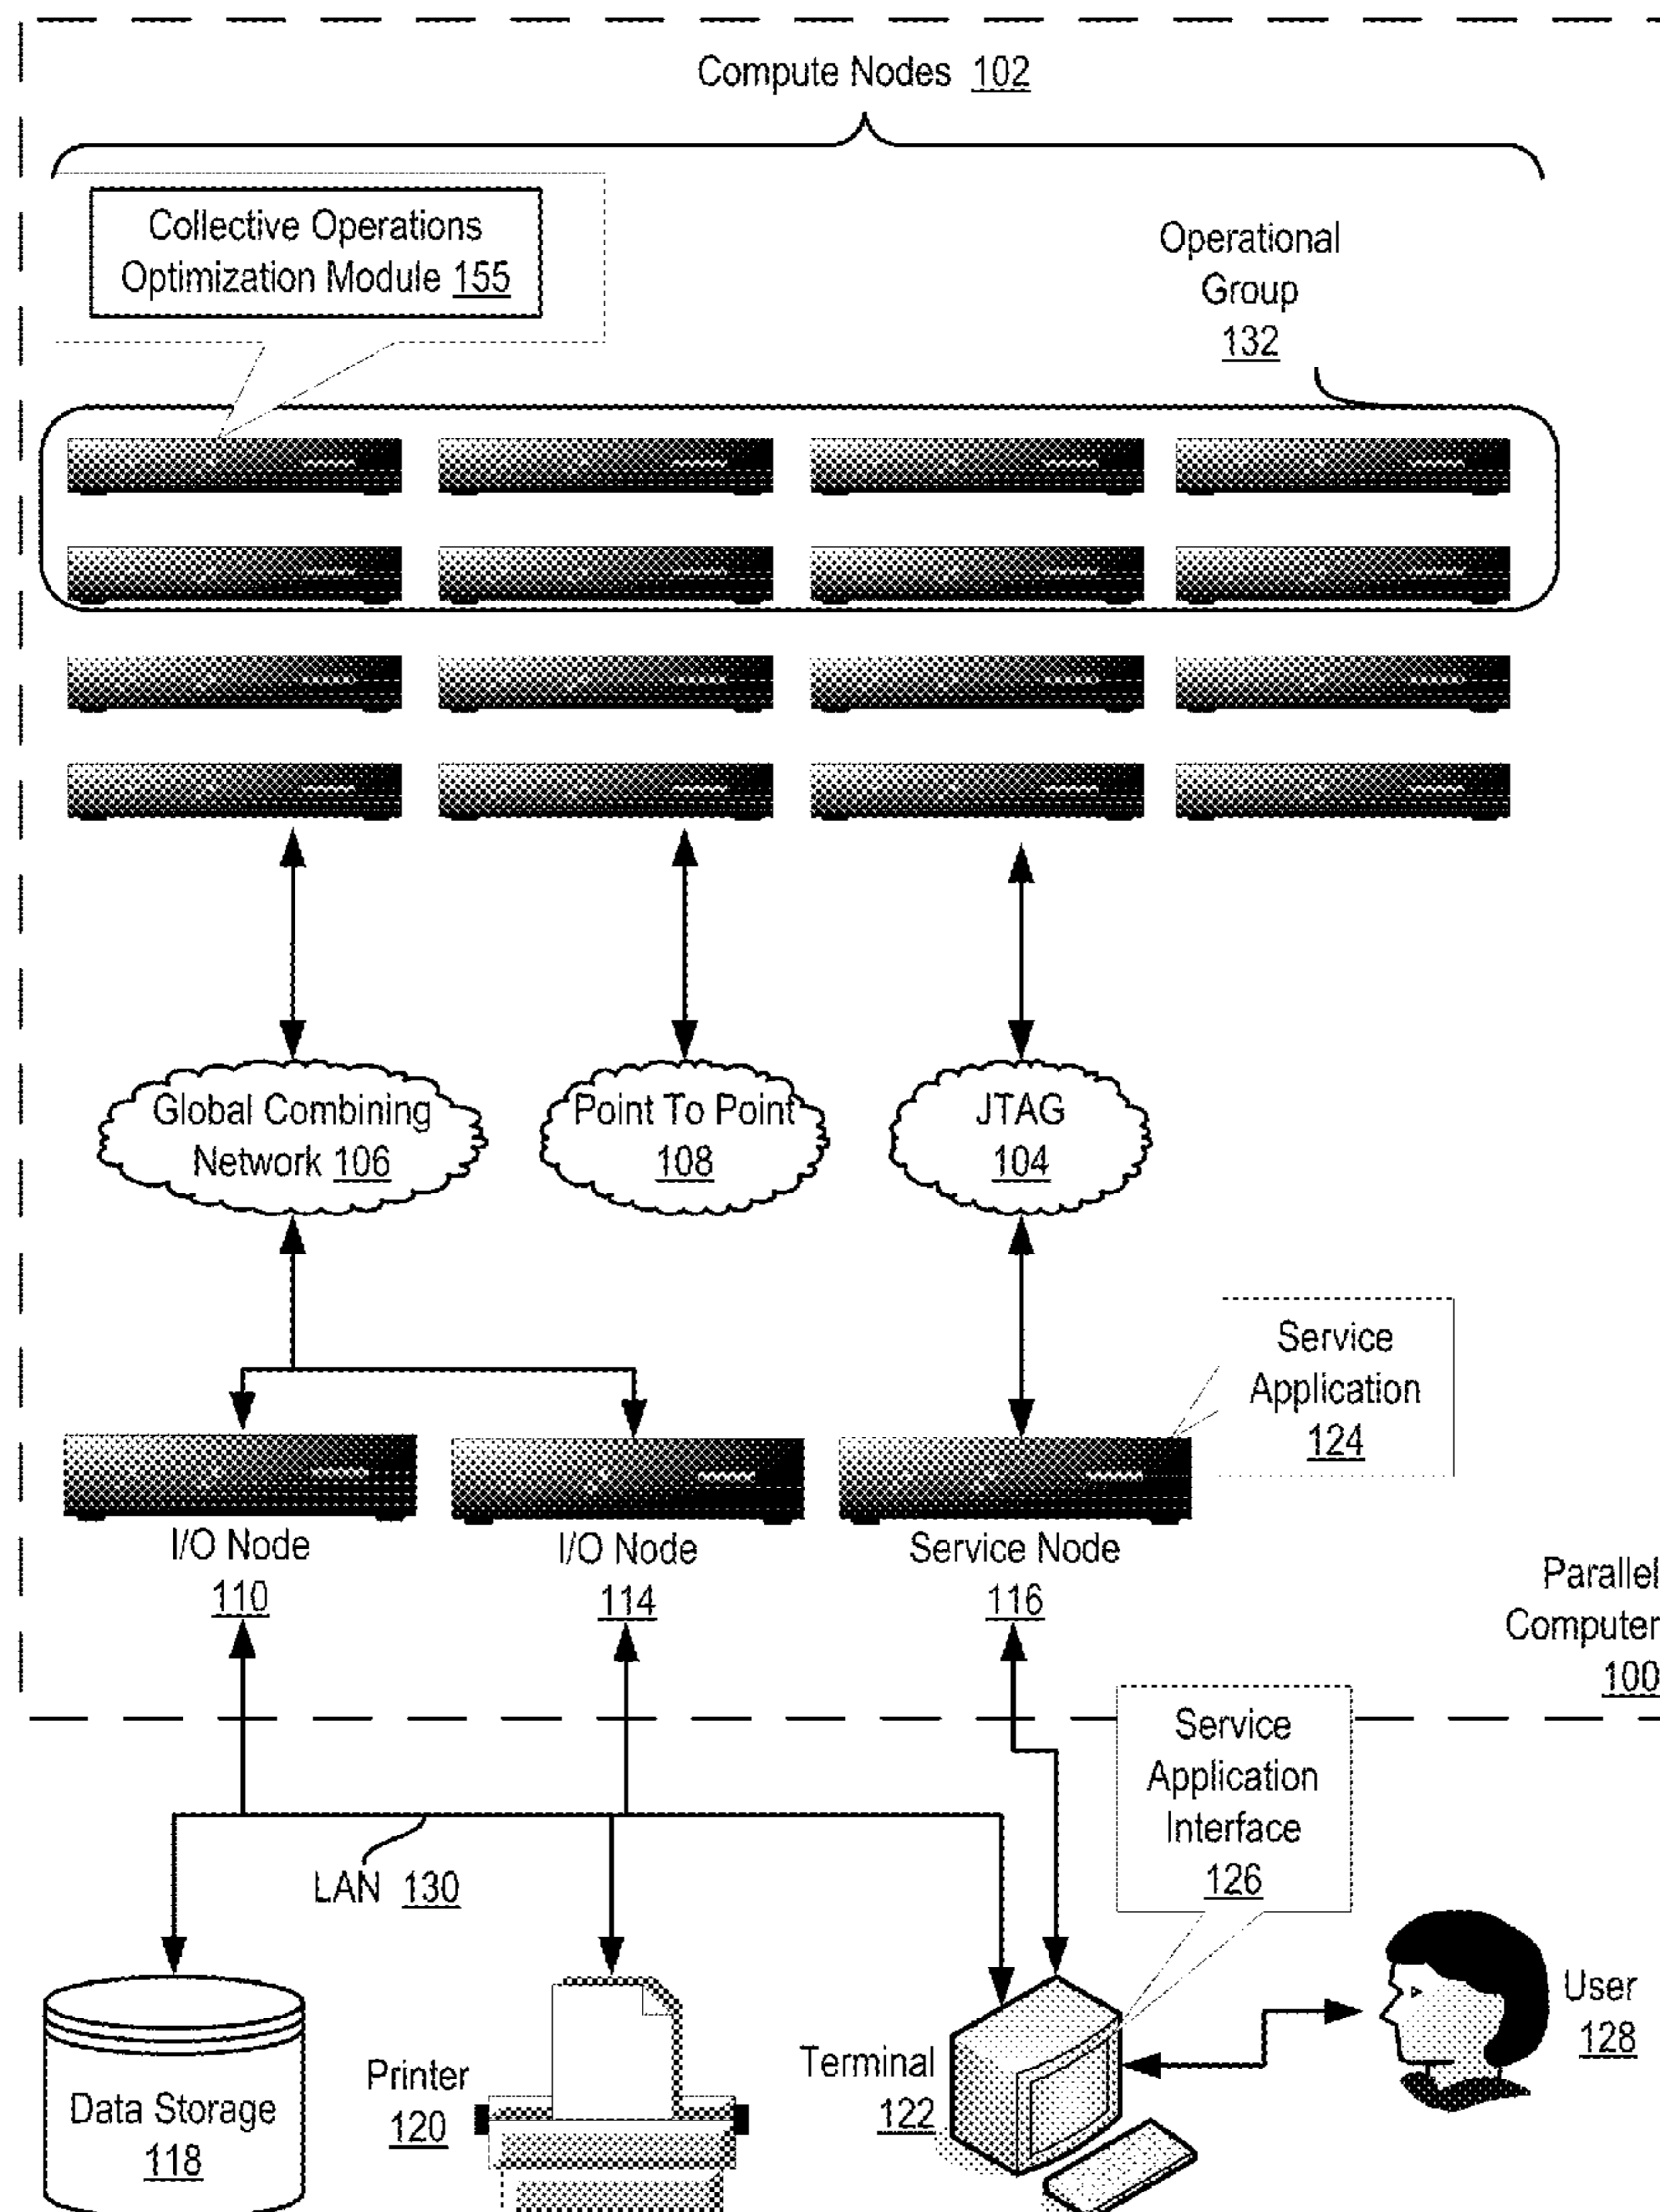 Compute Nodes 102
Collective Operations
Optimization Module 155
Operational
Group
132
Global Combining
Network 106
Point To Point
108
JTAG
104
Service
Application
124
I/O Node
110
I/O Node
114
Service Node
116
Parallel
Computer
100
Service
Application
Interface
126
LAN 130
Data Storage
118
Printer
120
Terminal
122
User
128